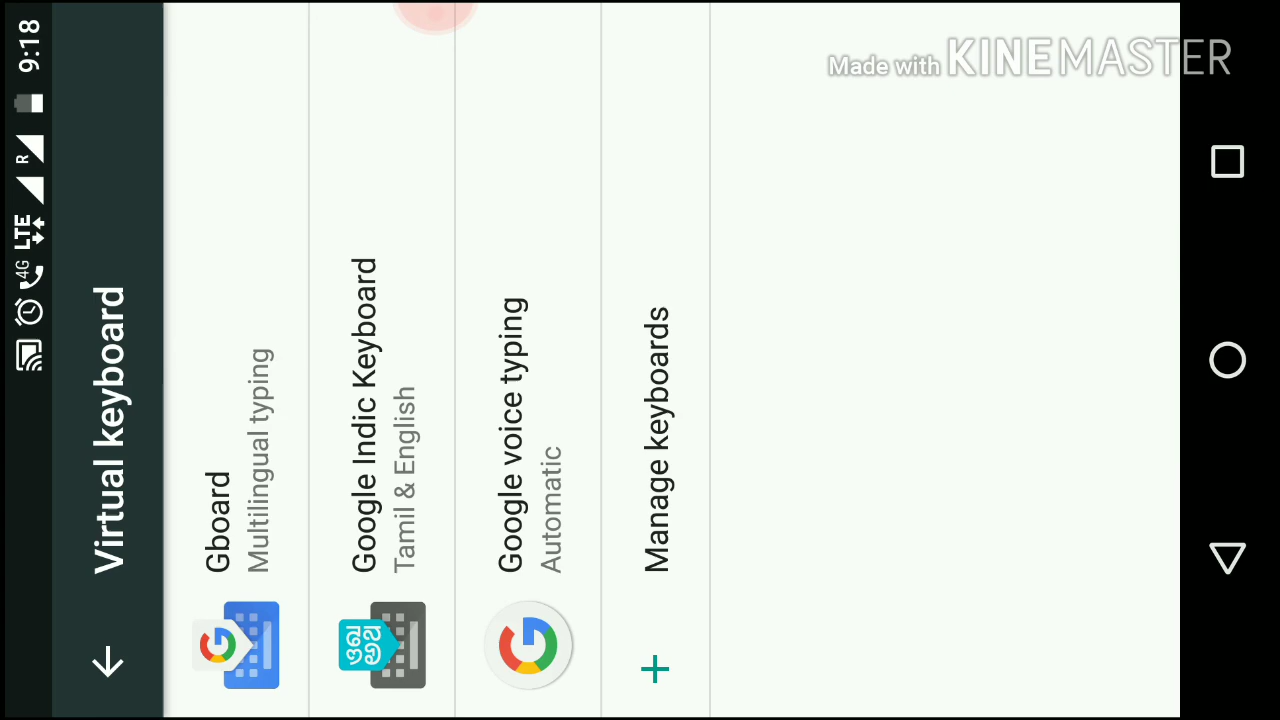 9:18
R
LTE
4G
Virtual keyboard
Gboard
Multilingual typing
Google Indic Keyboard
Tamil & English
Google voice typing
Automatic
Manage keyboards
Made with KINEMASTER